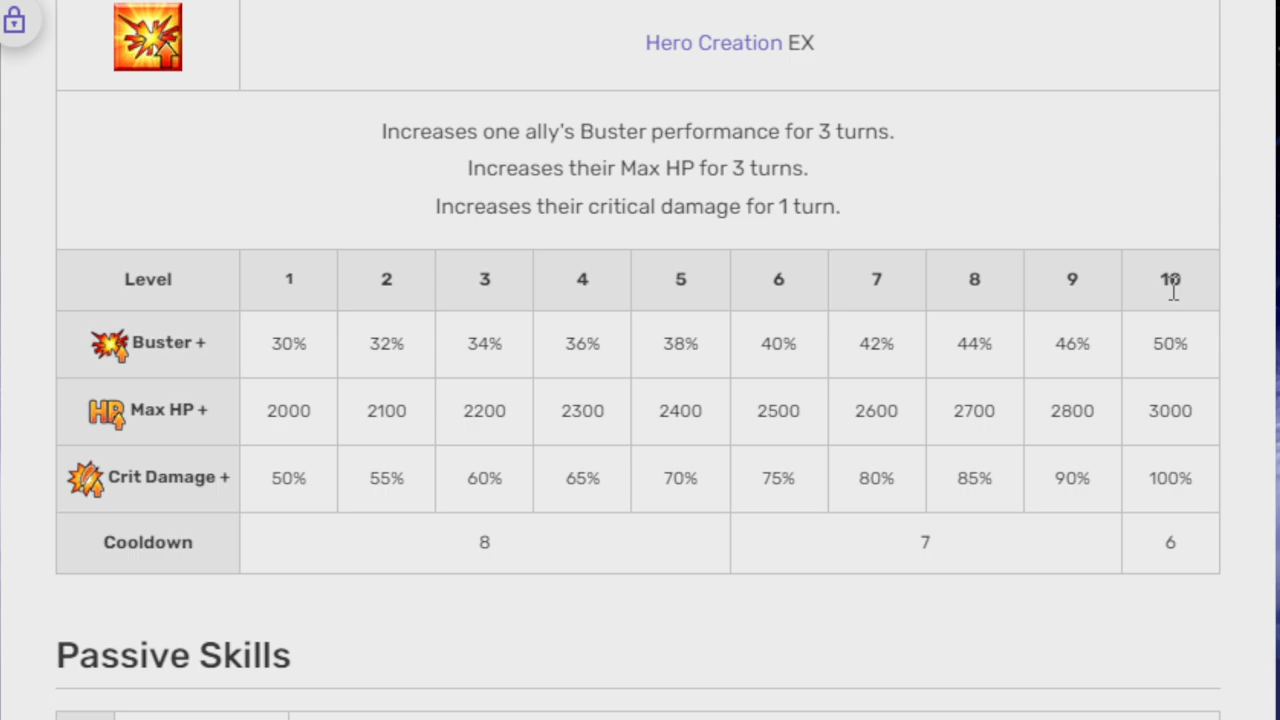 Hero Creation EX
Increases one ally's Buster performance for 3 turns.
Increases their Max HP for 3 turns.
Increases their critical damage for 1 turn.
Level 1 2 3 4 5 6 7 8 9 10
Buster + 30% 32% 34% 36% 38% 40% 42% 44% 46% 50%
HP Max HP + 2000 2100 2200 2300 2400 2500 2600 2700 2800 3000
Crit Damage + 50% 55% 60% 65% 70% 75% 80% 85% 90% 100%
Cooldown 8 7 6
Passive Skills